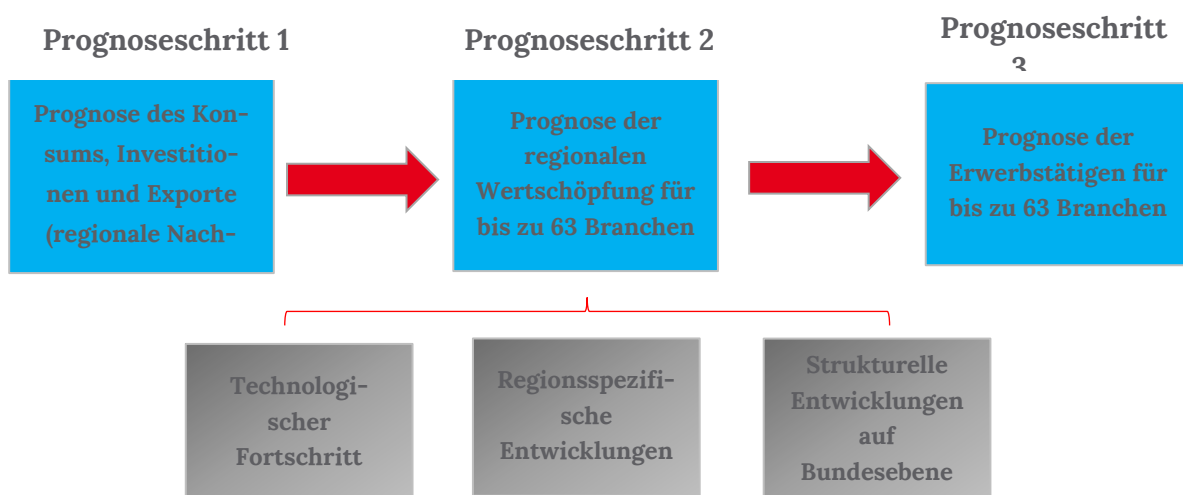 Prognoseschritt 1
Prognose des Kon-
sums, Investitio-
nen und Exporte
(regionale Nach-
Prognoseschritt 2
Prognose der
regionalen
Wertschöpfung für
bis zu 63 Branchen
Prognoseschritt
3
Prognose der
Erwerbstätigen für
bis zu 63 Branchen
Technologi-
scher
Fortschritt
Regionsspezifi-
sche
Entwicklungen
Strukturelle
Entwicklungen
auf
Bundesebene